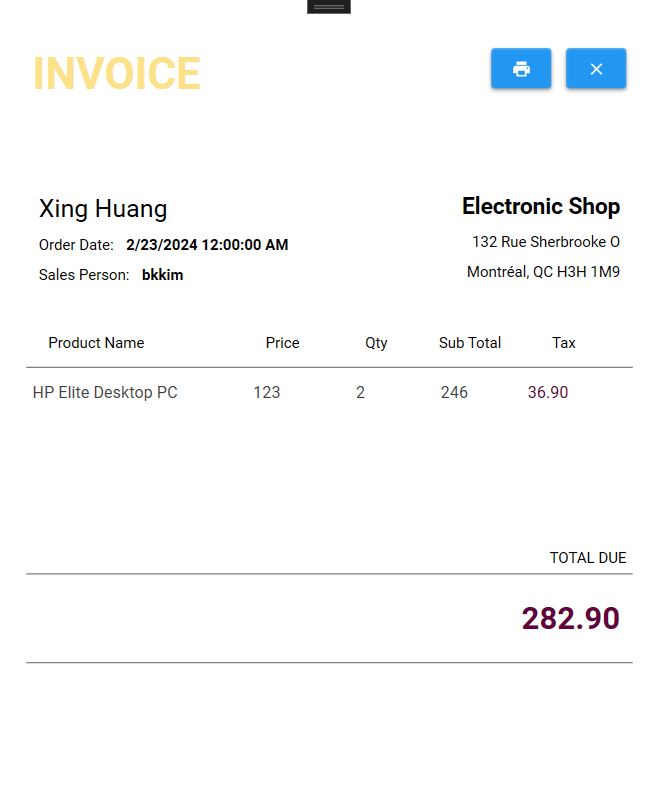 INVOICE
Xing Huang
Electronic Shop
Order Date: 2/23/2024 12:00:00 AM
132 Rue Sherbrooke O
Sales Person: bkkim
Montréal, QC H3H 1M9
Product Name Price Qty Sub Total Tax
HP Elite Desktop PC 123 2 246 36.90
TOTAL DUE
282.90